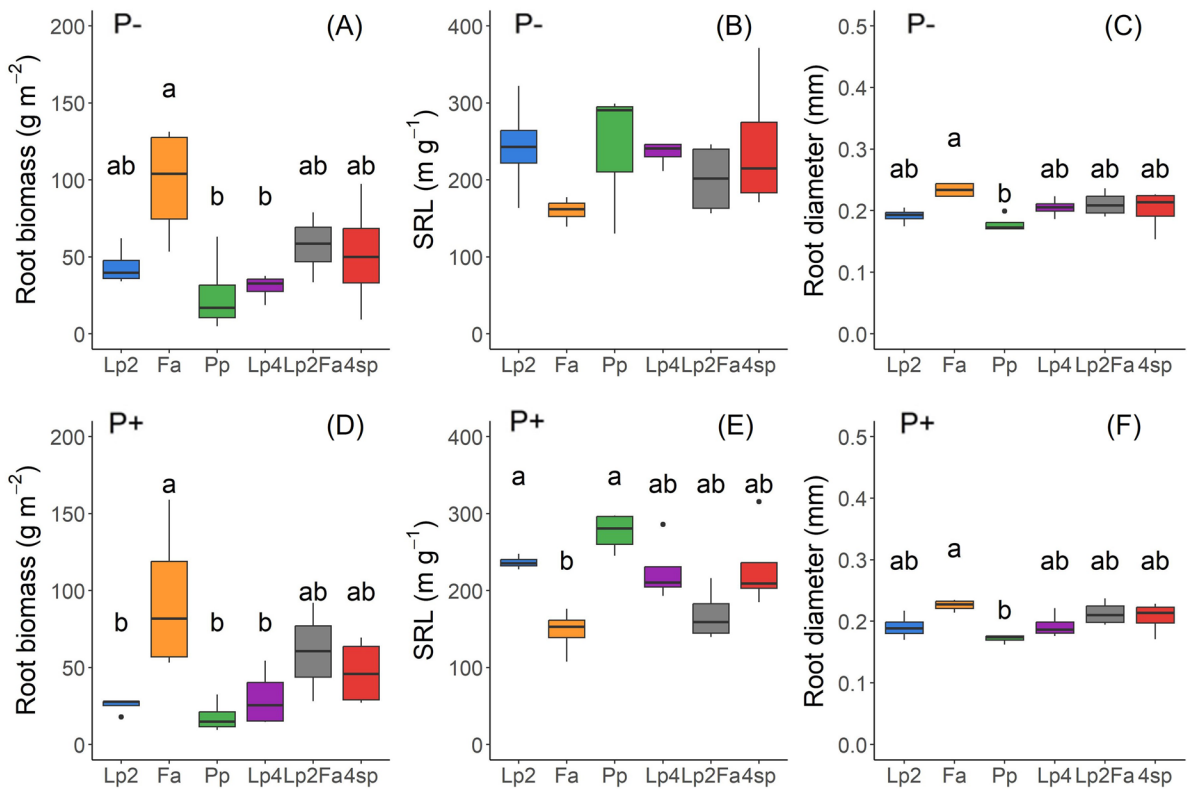 P-
(A)
Root biomass (g m⁻²)
200
150
100
50
0
ab
a
b
b
ab
ab
Lp2 Fa Pp Lp4 Lp2Fa 4sp
P-
(B)
SRL (m g⁻¹)
400
300
200
100
Lp2 Fa Pp Lp4 Lp2Fa 4sp
P-
(C)
Root diameter (mm)
0.5
0.4
0.3
0.2
0.1
0.0
ab
a
b
ab
ab
ab
Lp2 Fa Pp Lp4 Lp2Fa 4sp
P+
(D)
Root biomass (g m⁻²)
200
150
100
50
0
b
a
b
b
ab
ab
Lp2 Fa Pp Lp4 Lp2Fa 4sp
P+
(E)
SRL (m g⁻¹)
400
300
200
100
0
a
b
a
ab
ab
ab
Lp2 Fa Pp Lp4 Lp2Fa 4sp
P+
(F)
Root diameter (mm)
0.5
0.4
0.3
0.2
0.1
0.0
ab
a
b
ab
ab
ab
Lp2 Fa Pp Lp4 Lp2Fa 4sp